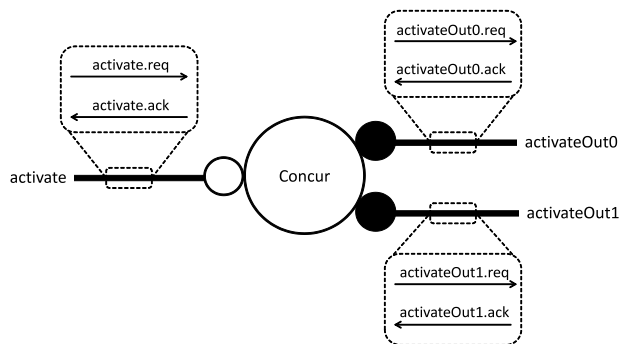 activateOut0.req
activateOut0.ack
activate.req
activate.ack
activateOut0
activate
Concur
activateOut1
activateOut1.req
activateOut1.ack